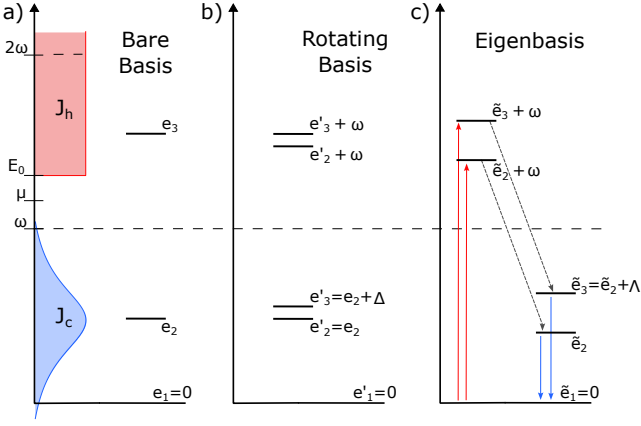 a)
Bare
Basis
2ω
J_h
E_0
μ
ω
J_c
e_3
e_2
e_1=0
b)
Rotating
Basis
e'_3 + ω
e'_2 + ω
e'_3=e_2+Δ
e'_2=e_2
e'_1=0
c)
Eigenbasis
ẽ_3 + ω
ẽ_2 + ω
ẽ_3=ẽ_2+Λ
ẽ_2
ẽ_1=0